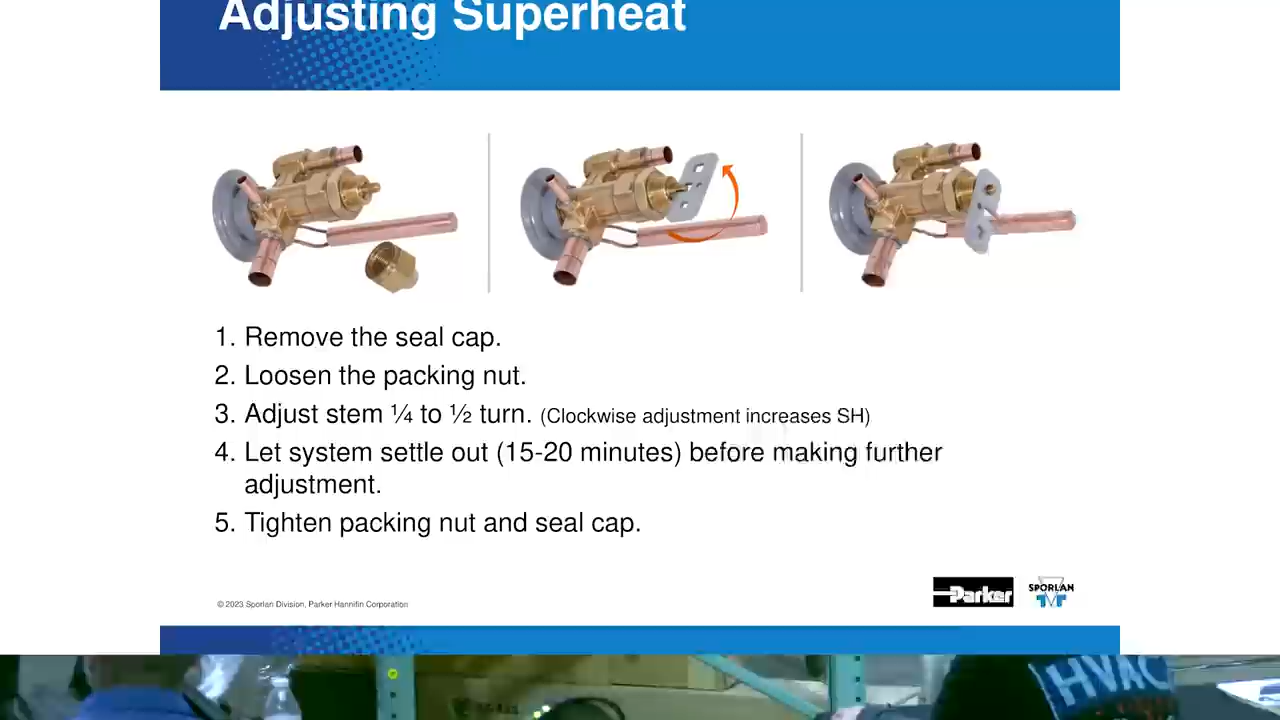 Adjusting Superheat
1. Remove the seal cap.
2. Loosen the packing nut.
3. Adjust stem ¼ to ½ turn. (Clockwise adjustment increases SH)
4. Let system settle out (15-20 minutes) before making further
adjustment.
5. Tighten packing nut and seal cap.
© 2023 Sporlan Division, Parker Hannifin Corporation
Parker
SPORLAN
HVAC